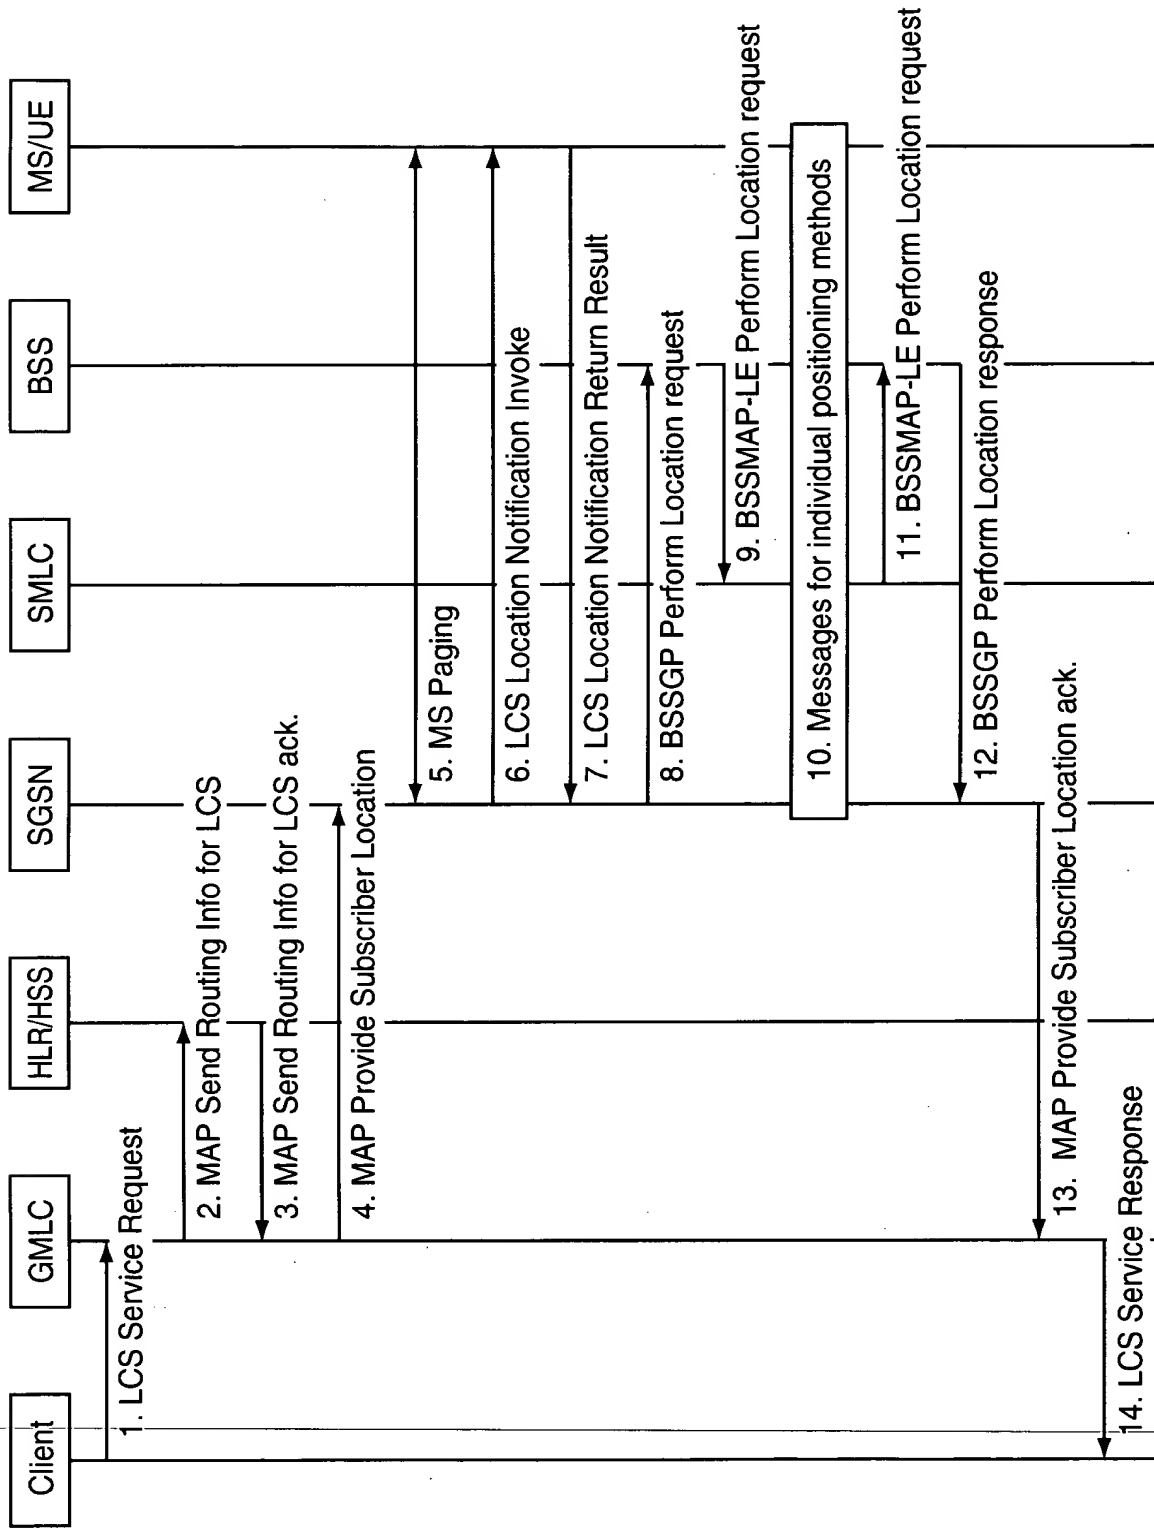 Client
GMLC
HLR/HSS
SGSN
SMLC
BSS
MS/UE
1. LCS Service Request
2. MAP Send Routing Info for LCS
3. MAP Send Routing Info for LCS ack.
4. MAP Provide Subscriber Location
5. MS Paging
6. LCS Location Notification Invoke
7. LCS Location Notification Return Result
8. BSSGP Perform Location request
9. BSSMAP-LE Perform Location request
10. Messages for individual positioning methods
11. BSSMAP-LE Perform Location request
12. BSSGP Perform Location response
13. MAP Provide Subscriber Location ack.
14. LCS Service Response